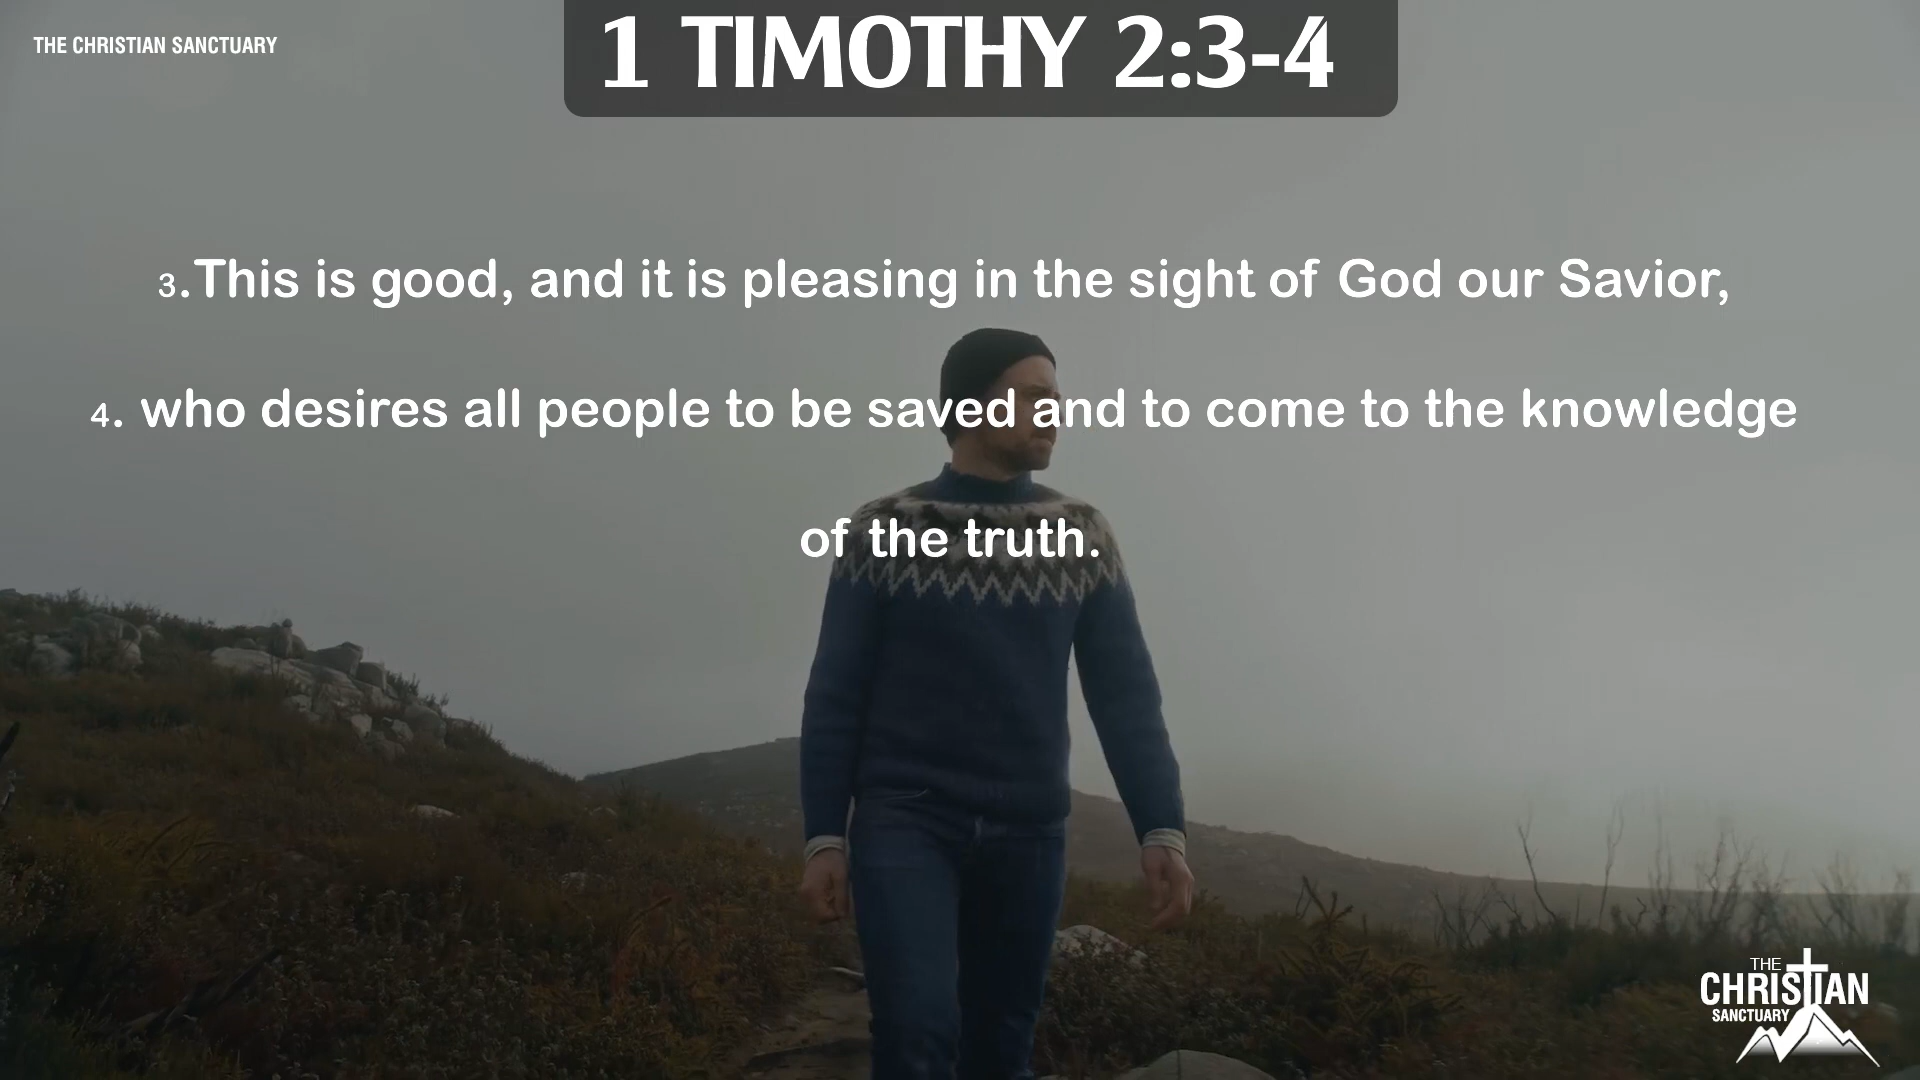 THE CHRISTIAN SANCTUARY
1 TIMOTHY 2:3-4
3.This is good, and it is pleasing in the sight of God our Savior,
4. who desires all people to be saved and to come to the knowledge
of the truth.
THE
CHRISTIAN
SANCTUARY